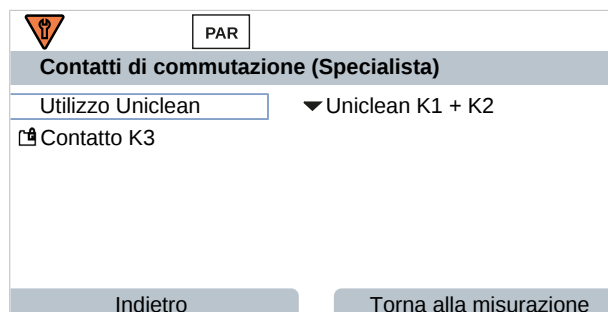 PAR
Contatti di commutazione (Specialista)
Utilizzo Uniclean
Uniclean K1 + K2
Contatto K3
Indietro
Torna alla misurazione